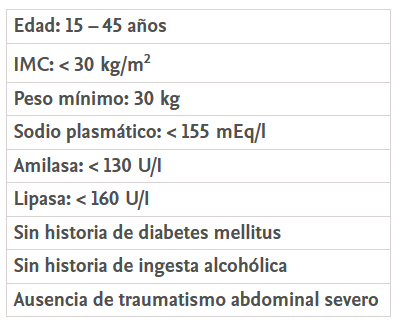 Edad: 15 – 45 años
IMC: < 30 kg/m²
Peso mínimo: 30 kg
Sodio plasmático: < 155 mEq/l
Amilasa: < 130 U/l
Lipasa: < 160 U/l
Sin historia de diabetes mellitus
Sin historia de ingesta alcohólica
Ausencia de traumatismo abdominal severo